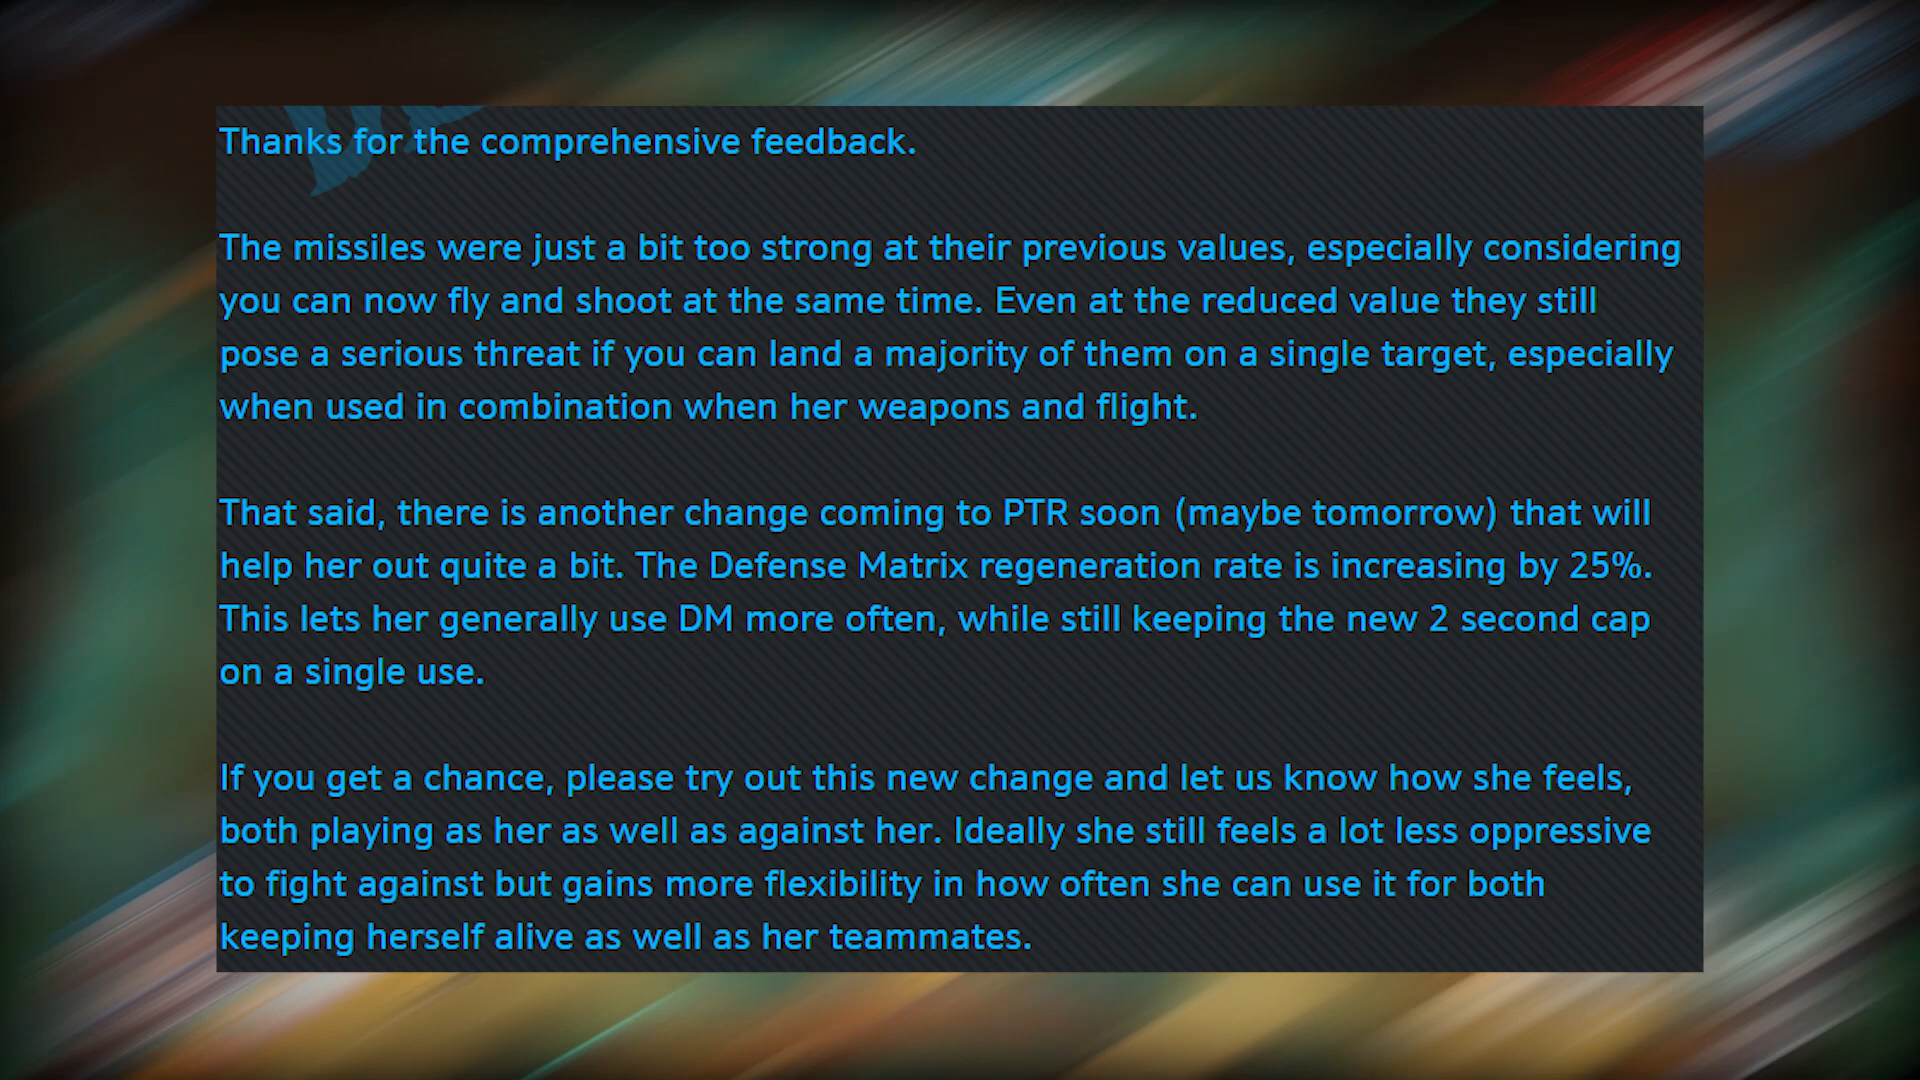 Thanks for the comprehensive feedback.
The missiles were just a bit too strong at their previous values, especially considering
you can now fly and shoot at the same time. Even at the reduced value they still
pose a serious threat if you can land a majority of them on a single target, especially
when used in combination when her weapons and flight.
That said, there is another change coming to PTR soon (maybe tomorrow) that will
help her out quite a bit. The Defense Matrix regeneration rate is increasing by 25%.
This lets her generally use DM more often, while still keeping the new 2 second cap
on a single use.
If you get a chance, please try out this new change and let us know how she feels,
both playing as her as well as against her. Ideally she still feels a lot less oppressive
to fight against but gains more flexibility in how often she can use it for both
keeping herself alive as well as her teammates.